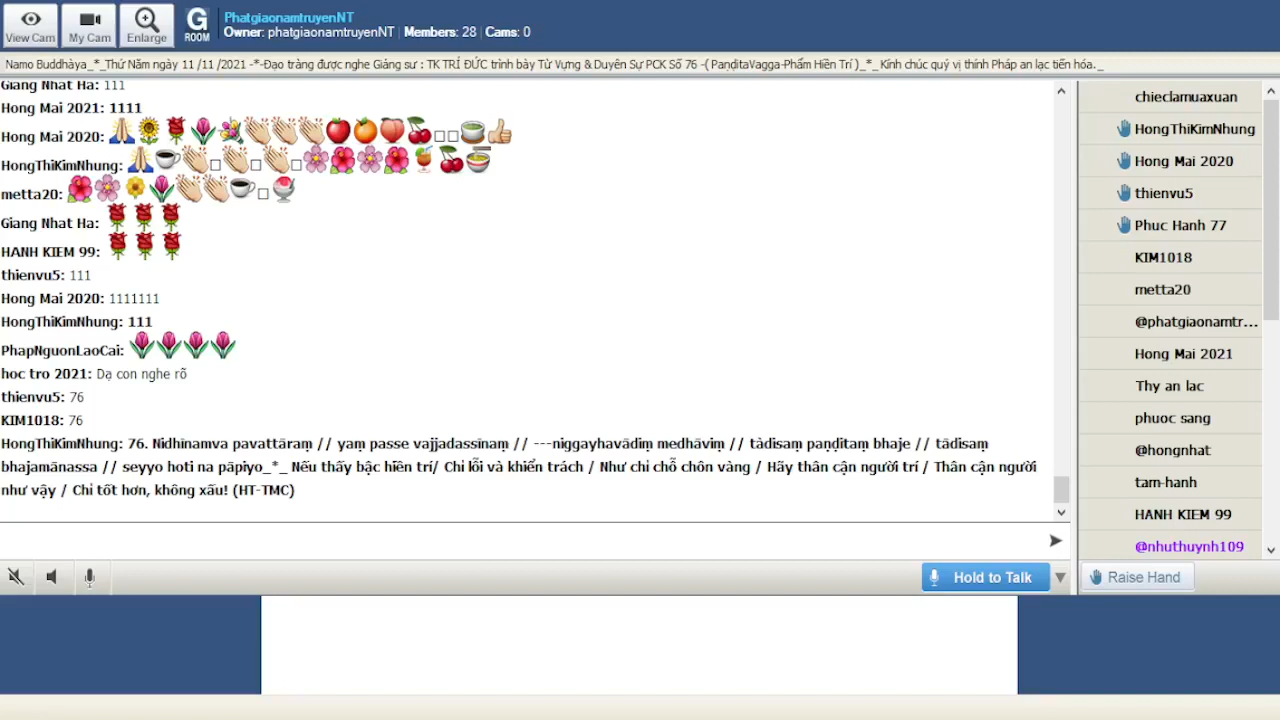 View Cam
My Cam
Enlarge
G
ROOM
PhatgiaonamtruyenNT
Owner: phatgiaonamtruyenNT | Members: 28 | Cams: 0
Namo Buddhàya_*_Thứ Năm ngày 11 /11 /2021 -*-Đạo tràng được nghe Giảng sư : TK TRÍ ĐỨC trình bày Từ Vựng & Duyên Sự PCK Số 76 -( PaṇḍitaVagga-Phẩm Hiền Trí )_*_ Kính chúc quý vị thính Pháp an lạc tiến hóa._
Giang Nhat Ha: 111
Hong Mai 2021: 1111
Hong Mai 2020:
HongThiKimNhung:
metta20:
Giang Nhat Ha:
HANH KIEM 99:
thienvu5: 111
Hong Mai 2020: 1111111
HongThiKimNhung: 111
PhapNguonLaoCai:
hoc tro 2021: Dạ con nghe rõ
thienvu5: 76
KIM1018: 76
HongThiKimNhung: 76. Nidhīnamva pavattāraṃ // yaṃ passe vajjadassīnaṃ // ---niggayhavādiṃ medhāviṃ // tàdisaṃ paṇḍitaṃ bhaje // tādisaṃ
bhajamānassa // seyyo hoti na pāpiyo_*_ Nếu thấy bậc hiền trí/ Chỉ lỗi và khiển trách / Như chỉ chỗ chôn vàng / Hãy thân cận người trí / Thân cận người
như vậy / Chỉ tốt hơn, không xấu! (HT-TMC)
Hold to Talk
chieclamuaxuan
HongThiKimNhung
Hong Mai 2020
thienvu5
Phuc Hanh 77
KIM1018
metta20
@phatgiaonamtr...
Hong Mai 2021
Thy an lac
phuoc sang
@hongnhat
tam-hanh
HANH KIEM 99
@nhuthuynh109
Raise Hand